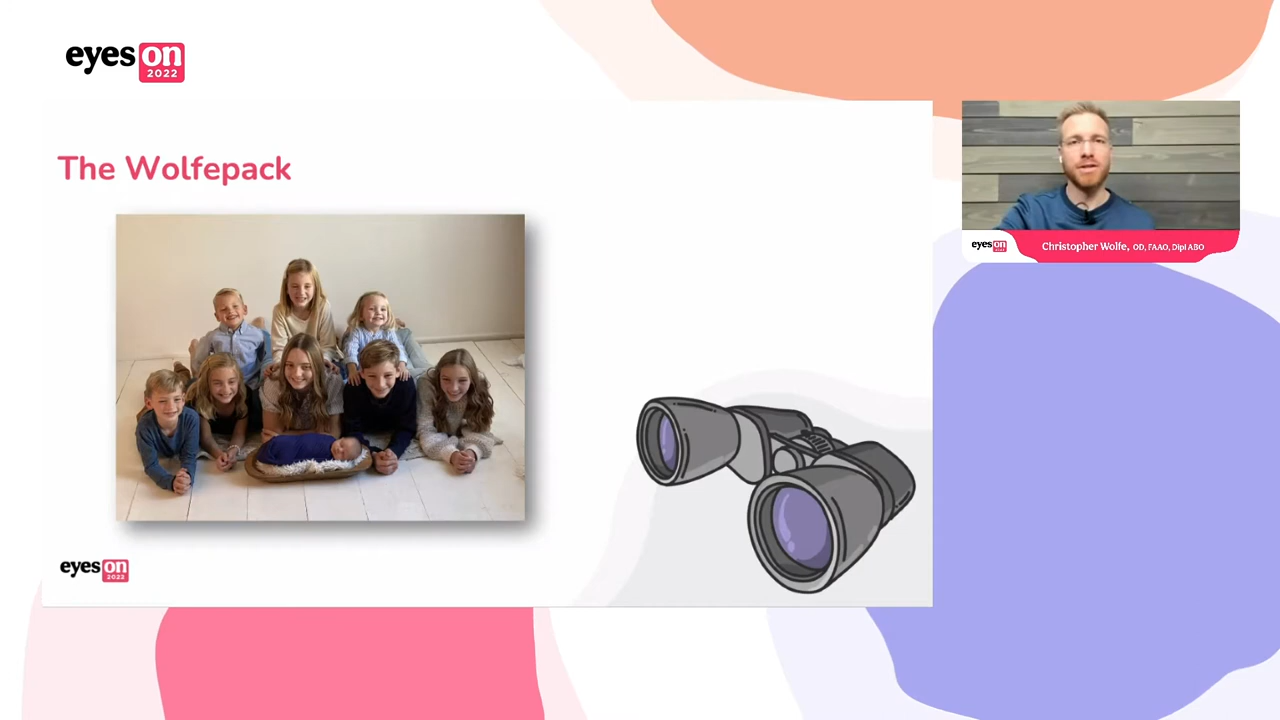 eyes on
2022
The Wolfepack
eyes on
2022
eyes on
Christopher Wolfe, OD, FAAO, Dipl ABO